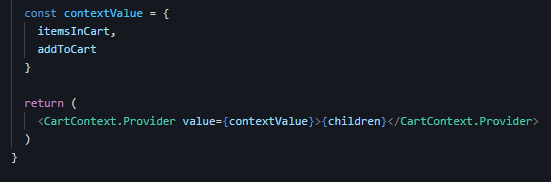 const contextValue = {
itemsInCart,
addToCart
}
return (
<CartContext.Provider value={contextValue}>{children}</CartContext.Provider>
)
}